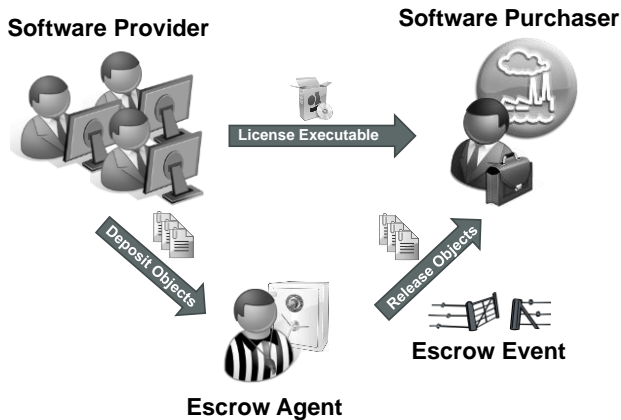 Software Provider
Software Purchaser
License Executable
Deposit Objects
Release Objects
Escrow Event
Escrow Agent